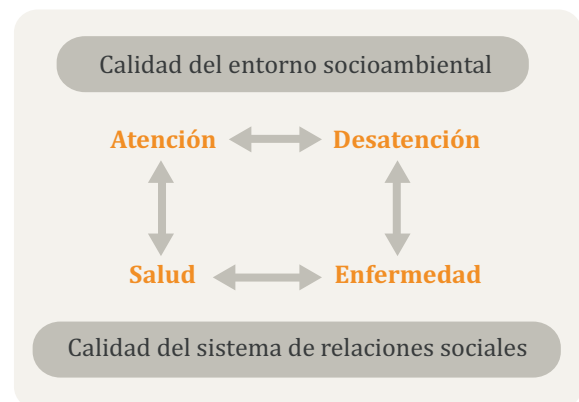 Calidad del entorno socioambiental
Atención Desatención
Salud Enfermedad
Calidad del sistema de relaciones sociales